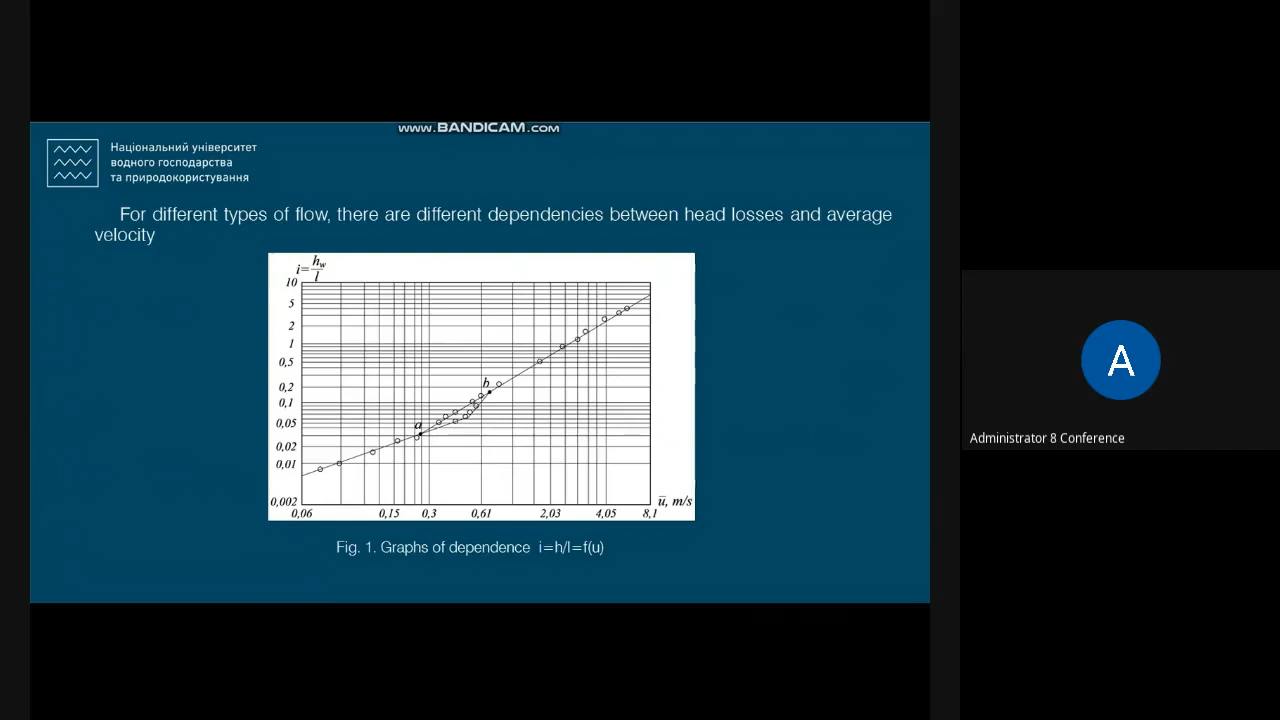 www.BANDICAM.com
Національний університет
водного господарства
та природокористування
For different types of flow, there are different dependencies between head losses and average
velocity
i=h_w/l
10
5
2
1
0,5
0,2
0,1
0,05
0,02
0,01
0,002
a
b
ū, m/s
0,06 0,15 0,3 0,61 2,03 4,05 8,1
Fig. 1. Graphs of dependence i=h/l=f(u)
A
Administrator 8 Conference